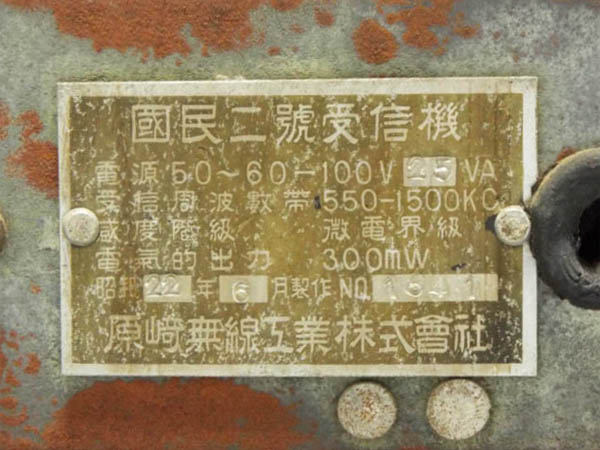 國民二號受信機
電源 50~60-100V 25 VA
受信周波數帶 550-1500KC
感度階級 微電界級
電氣的出力 300mW
昭和 22 年 6 月製作 NO. 1541
原崎無線工業株式會社